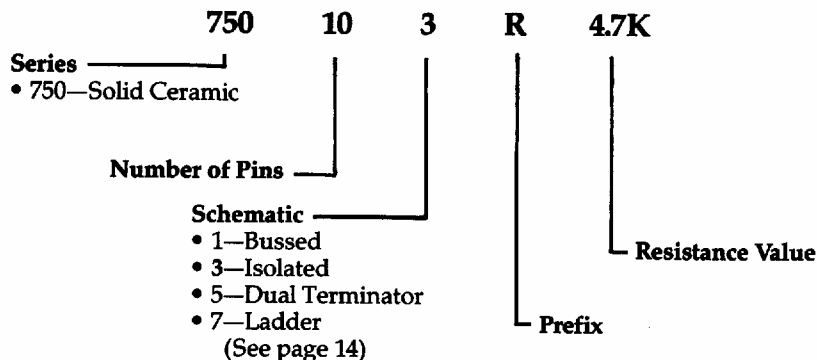 750 10 3 R 4.7K
Series
• 750—Solid Ceramic
Number of Pins
Schematic
• 1—Bussed
• 3—Isolated
• 5—Dual Terminator
• 7—Ladder
(See page 14)
Resistance Value
Prefix